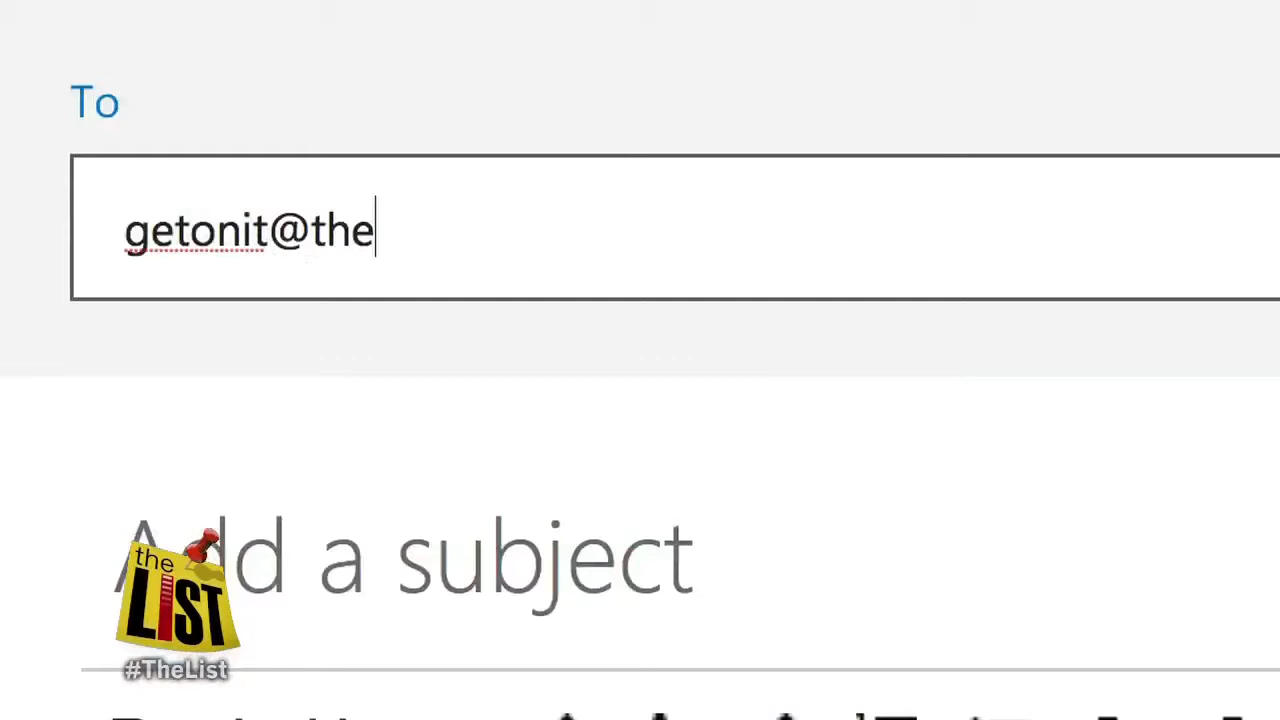 To
getonit@the
Add a subject
the
LIST
#TheList